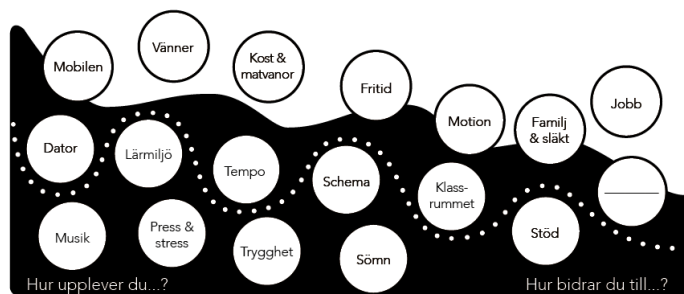 Mobilen
Vänner
Kost &
matvanor
Fritid
Motion
Familj
& släkt
Jobb
Dator
Lärmiljö
Tempo
Schema
Klass-
rummet
Musik
Press &
stress
Trygghet
Sömn
Stöd
Hur upplever du...?
Hur bidrar du till...?